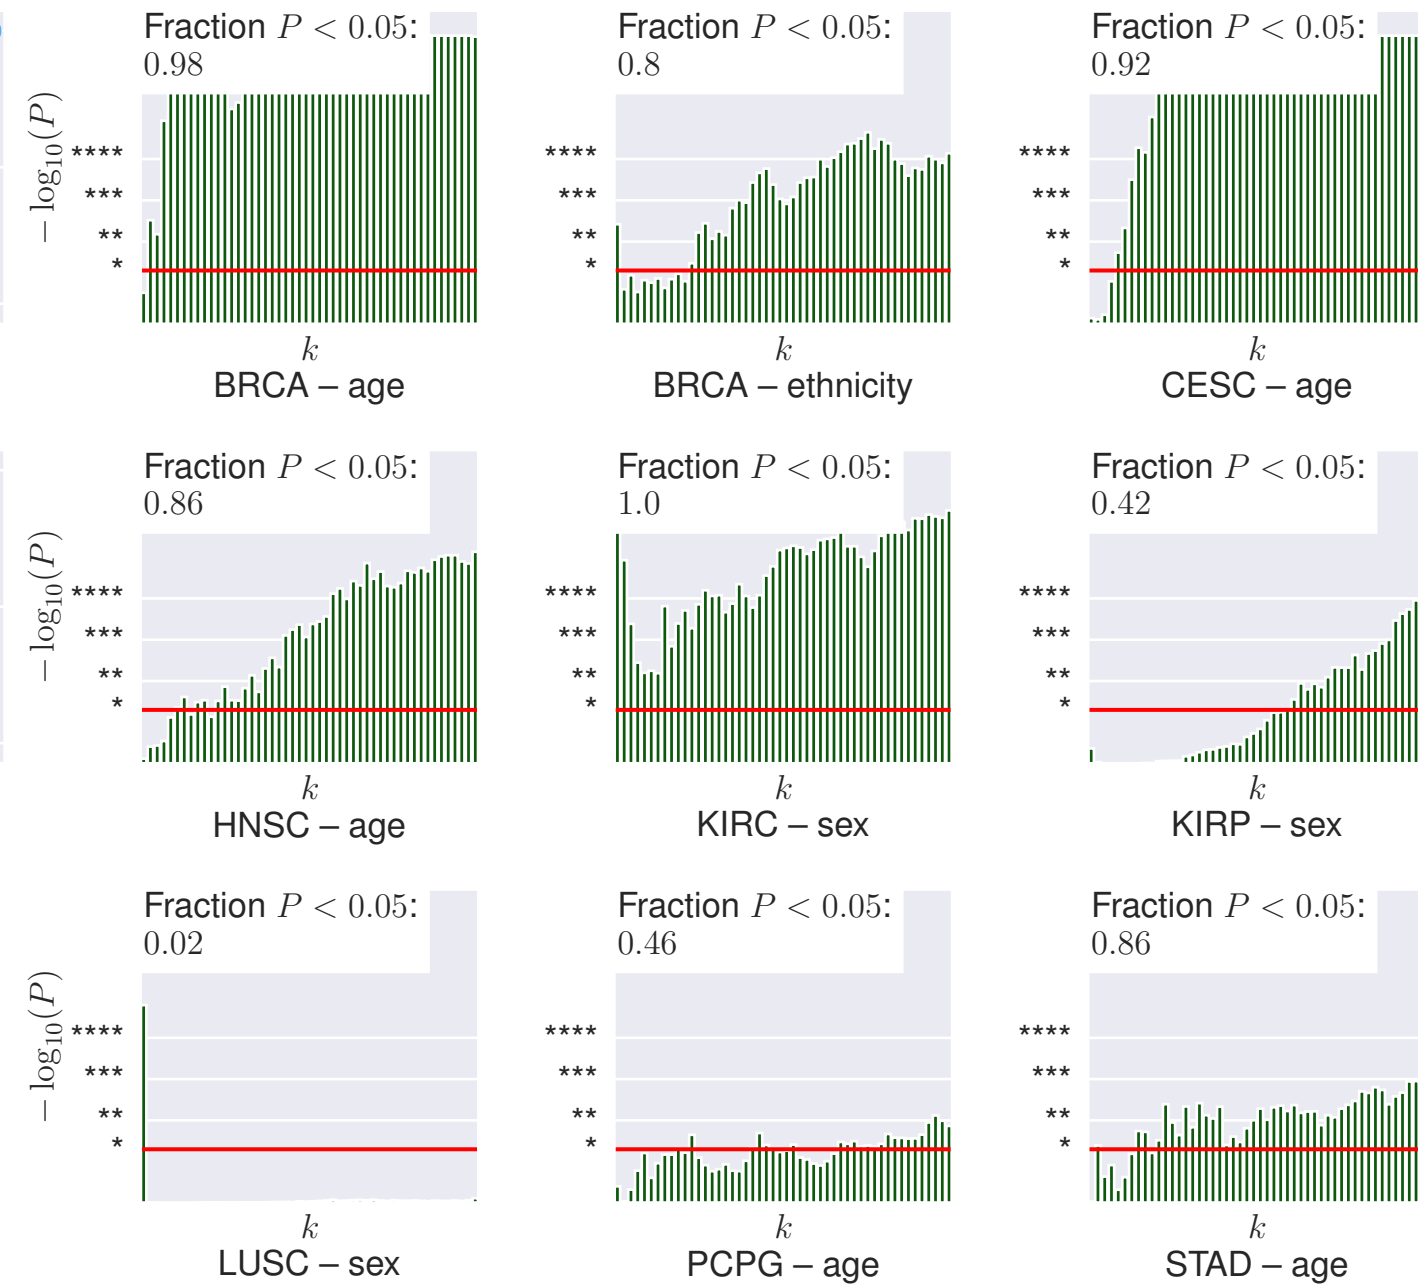 Fraction P < 0.05:
0.98
− log10(P)
****
***
**
*
k
BRCA – age
Fraction P < 0.05:
0.8
****
***
**
*
k
BRCA – ethnicity
Fraction P < 0.05:
0.92
****
***
**
*
k
CESC – age
Fraction P < 0.05:
0.86
− log10(P)
****
***
**
*
k
HNSC – age
Fraction P < 0.05:
1.0
****
***
**
*
k
KIRC – sex
Fraction P < 0.05:
0.42
****
***
**
*
k
KIRP – sex
Fraction P < 0.05:
0.02
− log10(P)
****
***
**
*
k
LUSC – sex
Fraction P < 0.05:
0.46
****
***
**
*
k
PCPG – age
Fraction P < 0.05:
0.86
****
***
**
*
k
STAD – age